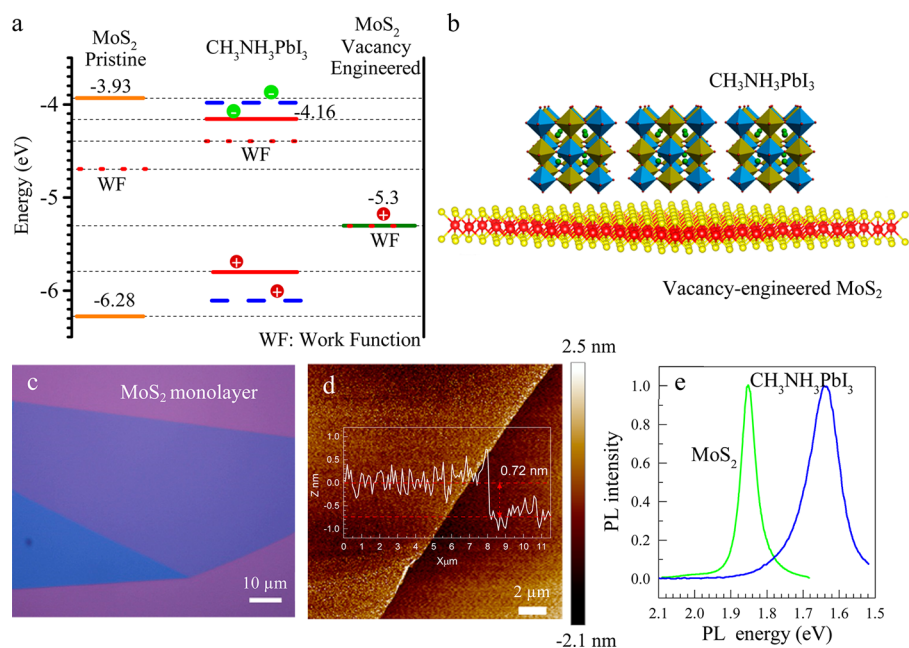 a
MoS2
Pristine
CH3NH3PbI3
MoS2
Vacancy
Engineered
Energy (eV)
-4
-5
-6
-3.93
-4.16
WF
WF
-5.3
WF
-6.28
WF: Work Function
b
CH3NH3PbI3
Vacancy-engineered MoS2
c
MoS2 monolayer
10 µm
d
2.5 nm
-2.1 nm
Z nm
1.0
0.5
0.0
-0.5
-1.0
0.72 nm
0 1 2 3 4 5 6 7 8 9 10 11
Xµm
2 µm
e
CH3NH3PbI3
MoS2
PL intensity
1.0
0.8
0.6
0.4
0.2
0.0
2.1 1.9 1.8 1.7 1.6 1.5
PL energy (eV)